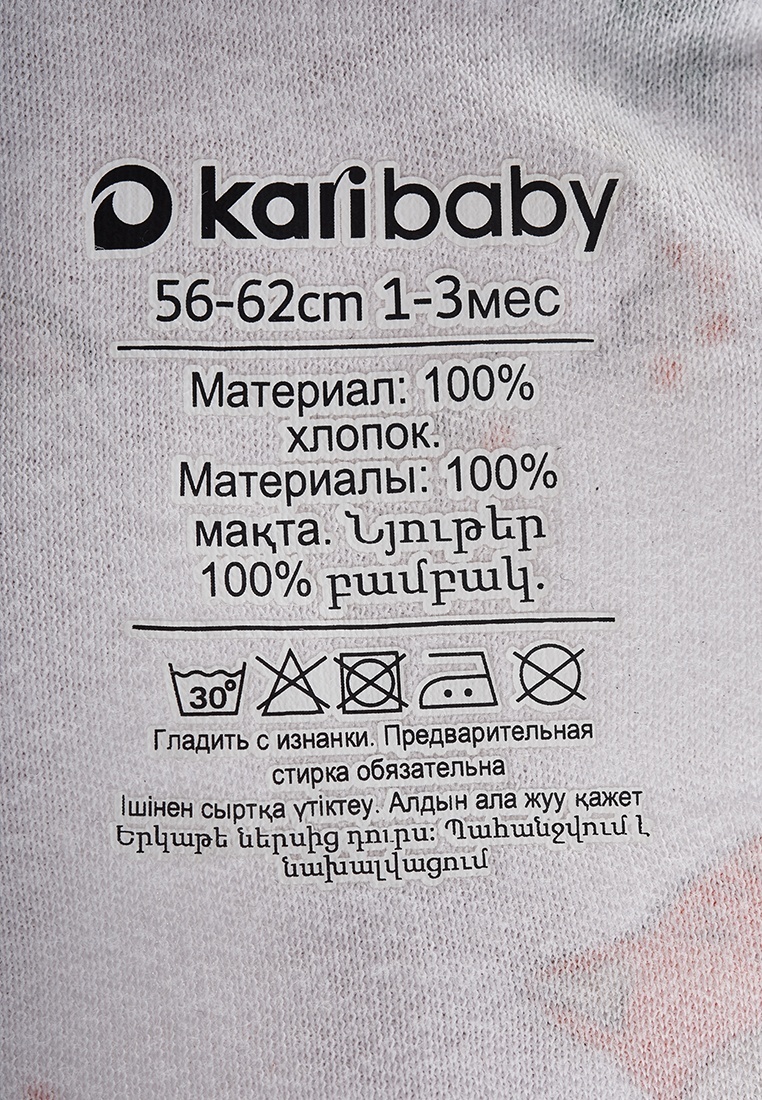 kari baby
56-62cm 1-3мес
Материал: 100%
хлопок.
Материалы: 100%
мақта. Նյութեր
100% բամբակ.
30°
Гладить с изнанки. Предварительная
стирка обязательна
Ішінен сыртқа үтіктеу. Алдын ала жуу қажет
Երկաթե ներսից դուրս: Պահանջվում է
նախալվացում